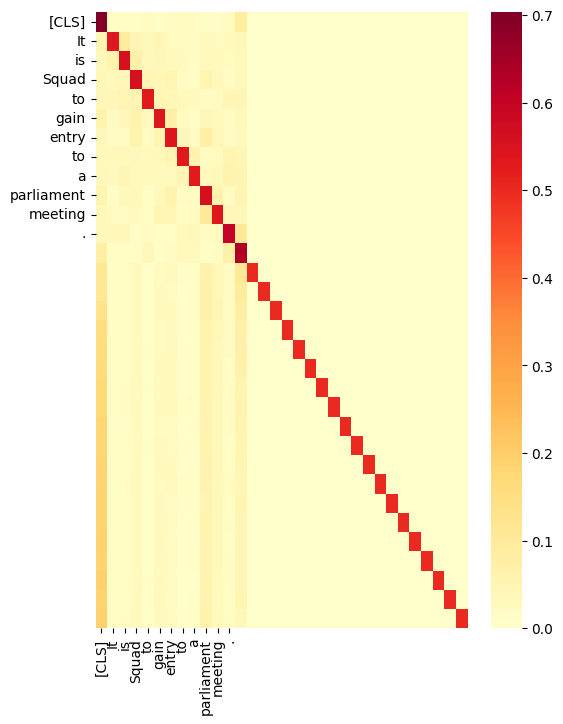 [CLS]
It
is
Squad
to
gain
entry
to
a
parliament
meeting
.
[CLS]
It
is
Squad
to
gain
entry
to
a
parliament
meeting
.
0.7
0.6
0.5
0.4
0.3
0.2
0.1
0.0